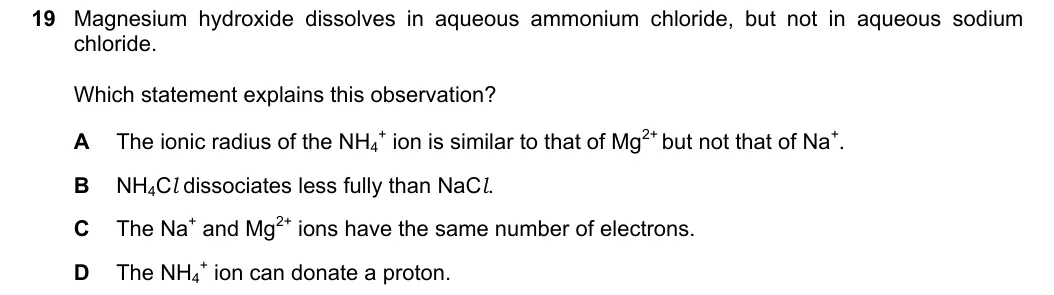 19 Magnesium hydroxide dissolves in aqueous ammonium chloride, but not in aqueous sodium
chloride.
Which statement explains this observation?
A The ionic radius of the NH₄⁺ ion is similar to that of Mg²⁺ but not that of Na⁺.
B NH₄Cl dissociates less fully than NaCl.
C The Na⁺ and Mg²⁺ ions have the same number of electrons.
D The NH₄⁺ ion can donate a proton.